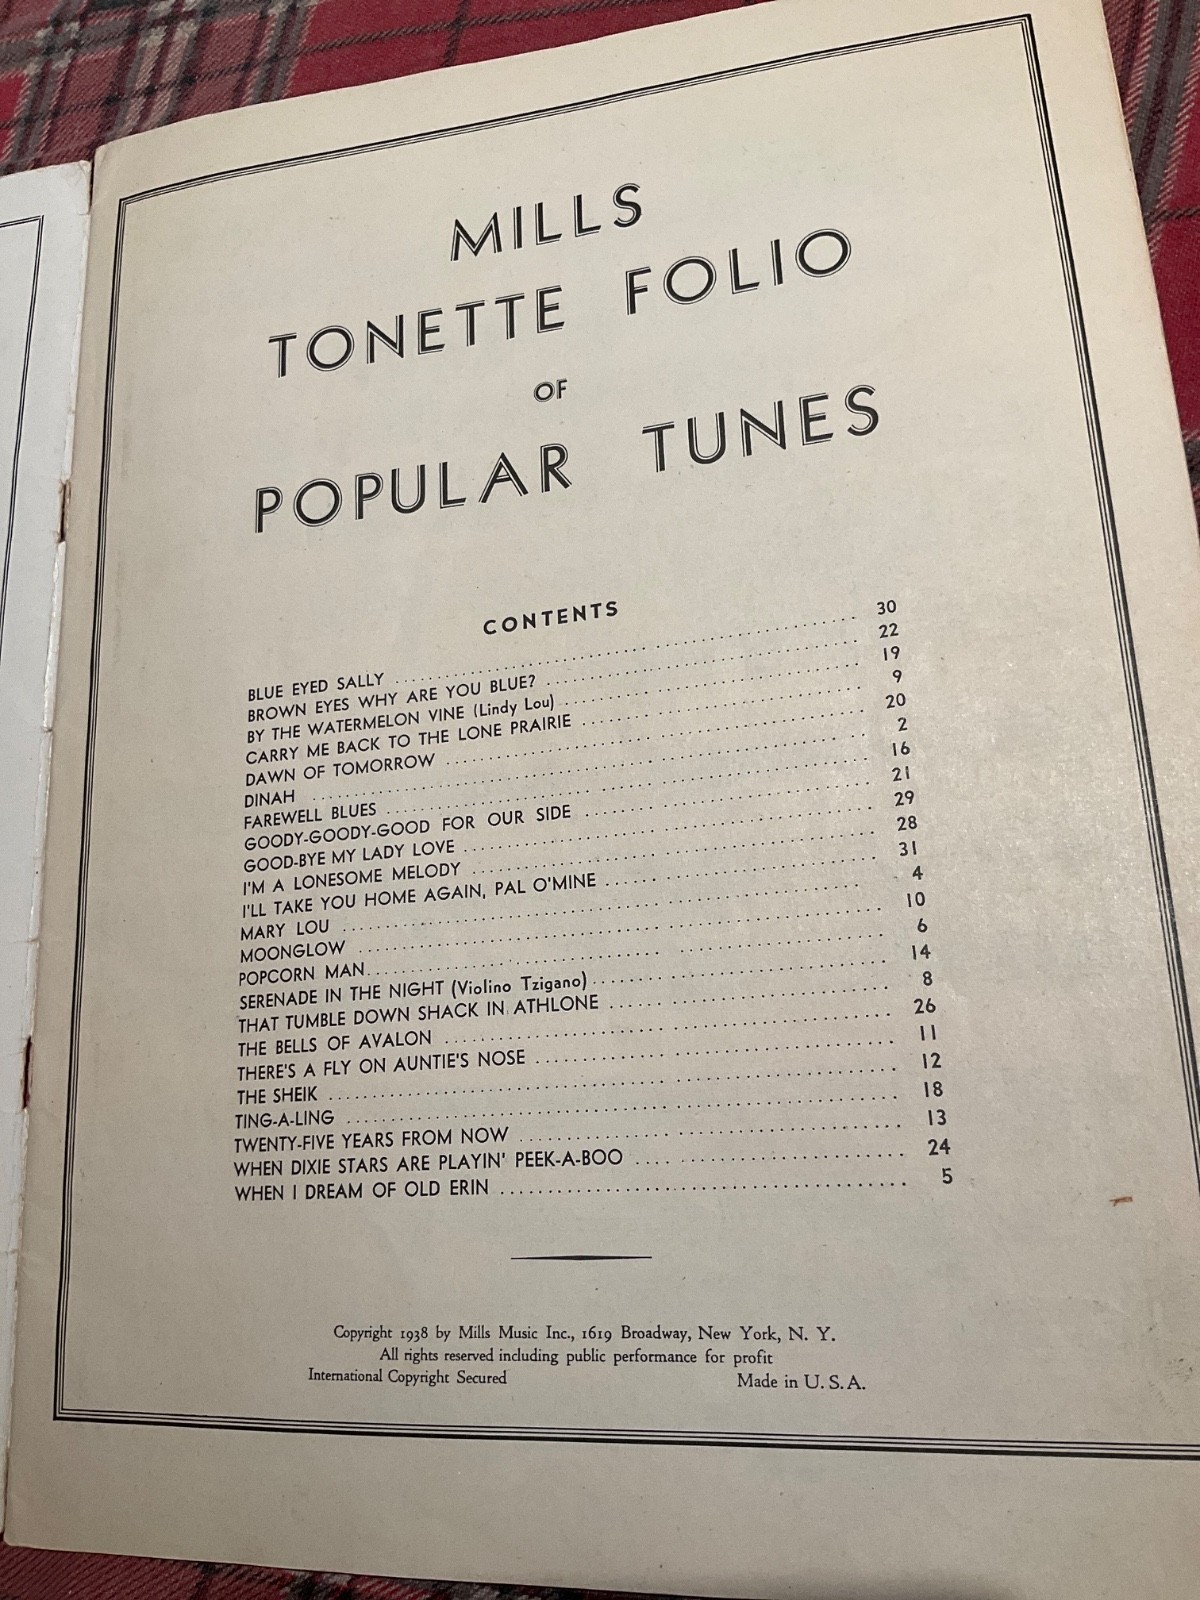 MILLS
TONETTE FOLIO
OF
POPULAR TUNES
CONTENTS
BLUE EYED SALLY ........ 30
BROWN EYES WHY ARE YOU BLUE? ........ 22
BY THE WATERMELON VINE (Lindy Lou) ........ 19
CARRY ME BACK TO THE LONE PRAIRIE ........ 9
DAWN OF TOMORROW ........ 20
DINAH ........ 2
FAREWELL BLUES ........ 16
GOODY-GOODY-GOOD FOR OUR SIDE ........ 21
GOOD-BYE MY LADY LOVE ........ 29
I'M A LONESOME MELODY ........ 28
I'LL TAKE YOU HOME AGAIN, PAL O'MINE ........ 31
MARY LOU ........ 4
MOONGLOW ........ 10
POPCORN MAN ........ 6
SERENADE IN THE NIGHT (Violino Tzigano) ........ 14
THAT TUMBLE DOWN SHACK IN ATHLONE ........ 8
THE BELLS OF AVALON ........ 26
THERE'S A FLY ON AUNTIE'S NOSE ........ 11
THE SHEIK ........ 12
TING-A-LING ........ 18
TWENTY-FIVE YEARS FROM NOW ........ 13
WHEN DIXIE STARS ARE PLAYIN' PEEK-A-BOO ........ 24
WHEN I DREAM OF OLD ERIN ........ 5
Copyright 1938 by Mills Music Inc., 1619 Broadway, New York, N. Y.
All rights reserved including public performance for profit
International Copyright Secured Made in U. S. A.